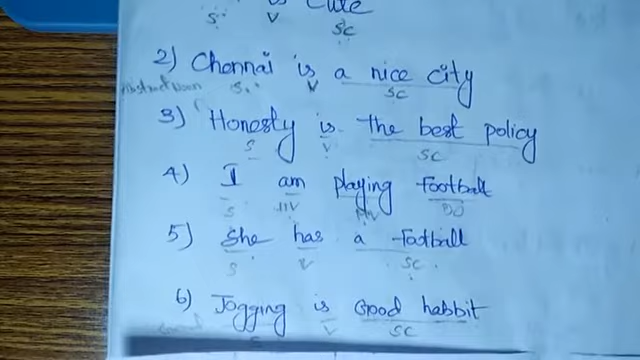 is cute
S V SC
2) Chennai is a nice city
S V SC
3) Honesty is the best policy
S V SC
4) I am playing football
S HV MV DO
5) She has a football
S V SC
6) Jogging is Good habbit
S V SC